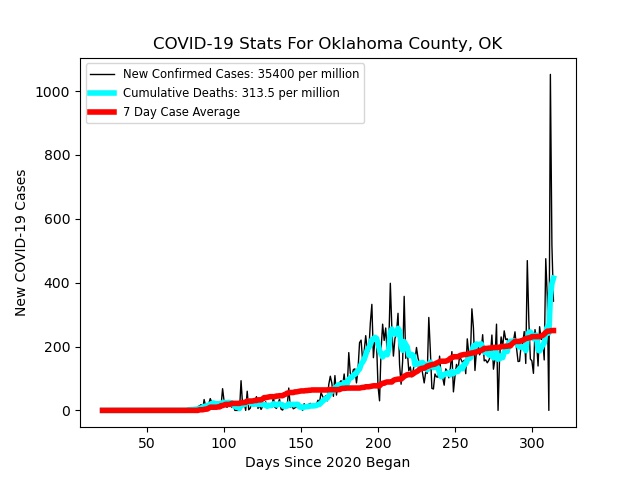 COVID-19 Stats For Oklahoma County, OK
New Confirmed Cases: 35400 per million
Cumulative Deaths: 313.5 per million
7 Day Case Average
1000
800
600
400
200
0
New COVID-19 Cases
50 100 150 200 250 300
Days Since 2020 Began